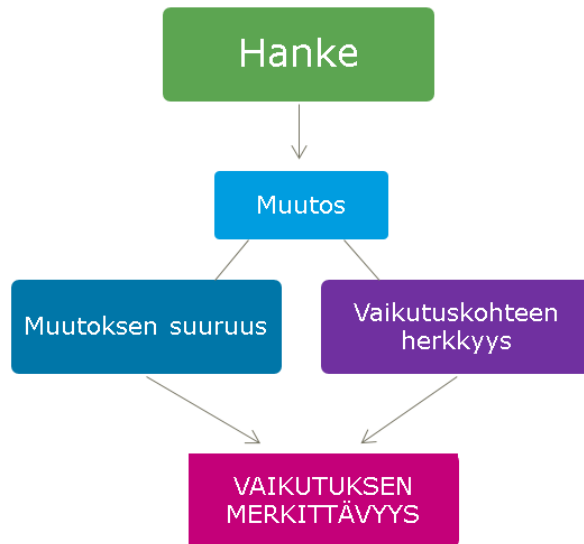 Hanke
Muutos
Muutoksen suuruus
Vaikutuskohteen
herkkyys
VAIKUTUKSEN
MERKITTÄVYYS